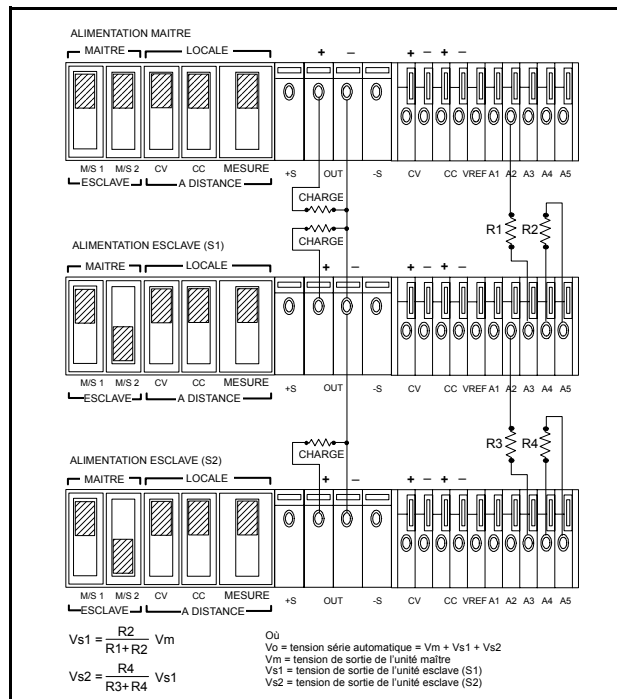 ALIMENTATION MAITRE
MAITRE LOCALE
+ – + – + –
M/S 1 M/S 2 CV CC MESURE +S OUT -S CV CC VREF A1 A2 A3 A4 A5
ESCLAVE A DISTANCE
CHARGE
R1 R2
CHARGE
ALIMENTATION ESCLAVE (S1)
MAITRE LOCALE
+ – + – + –
M/S 1 M/S 2 CV CC MESURE +S OUT -S CV CC VREF A1 A2 A3 A4 A5
ESCLAVE A DISTANCE
CHARGE
R3 R4
ALIMENTATION ESCLAVE (S2)
MAITRE LOCALE
+ – + – + –
M/S 1 M/S 2 CV CC MESURE +S OUT -S CV CC VREF A1 A2 A3 A4 A5
ESCLAVE A DISTANCE
Vs1 = R2 / R1+R2 Vm
Vs2 = R4 / R3+R4 Vs1
Où
Vo = tension série automatique = Vm + Vs1 + Vs2
Vm = tension de sortie de l'unité maître
Vs1 = tension de sortie de l'unité esclave (S1)
Vs2 = tension de sortie de l'unité esclave (S2)